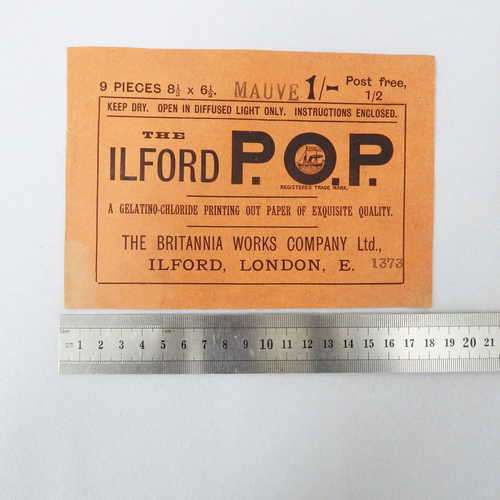 9 PIECES 8½ x 6½. MAUVE 1/- Post free, 1/2
KEEP DRY. OPEN IN DIFFUSED LIGHT ONLY. INSTRUCTIONS ENCLOSED.
THE
ILFORD P.O.P.
REGISTERED TRADE MARK.
A GELATINO-CHLORIDE PRINTING OUT PAPER OF EXQUISITE QUALITY.
THE BRITANNIA WORKS COMPANY Ltd.,
ILFORD, LONDON, E. 1373
1 2 3 4 5 6 7 8 9 10 11 12 13 14 15 16 17 18 19 20 21